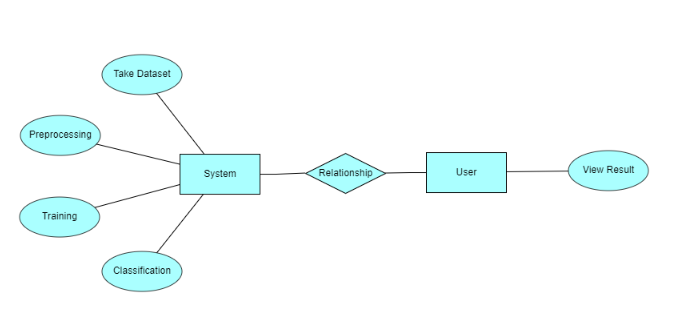 Take Dataset
Preprocessing
System
Relationship
User
View Result
Training
Classification